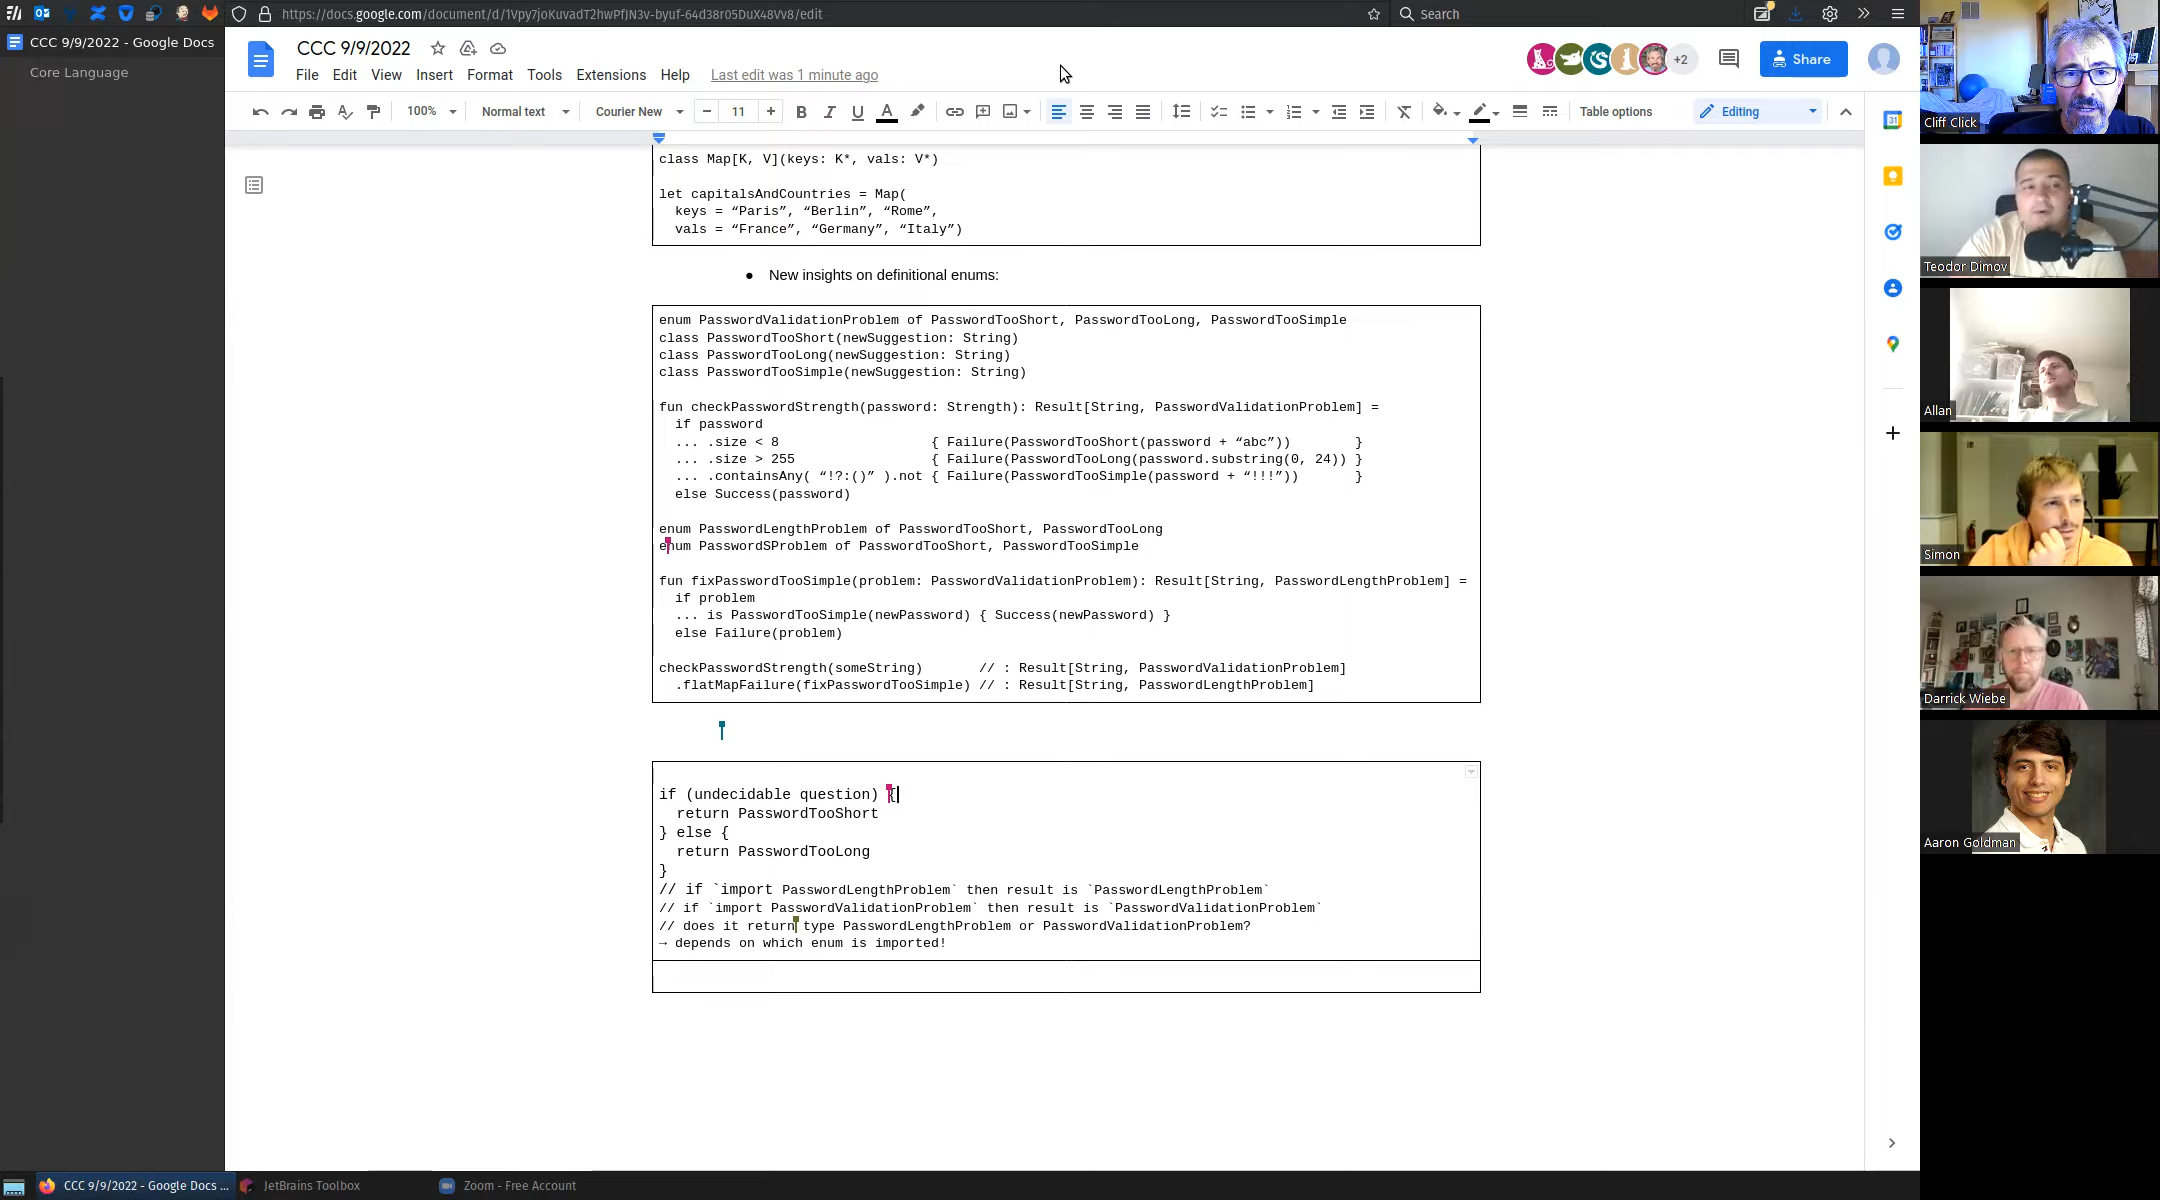 https://docs.google.com/document/d/1Vpy7joKuvadT2hwPfJN3v-byuf-64d38r05DuX48Vv8/edit
Search
CCC 9/9/2022 - Google Docs
Core Language
CCC 9/9/2022
File Edit View Insert Format Tools Extensions Help Last edit was 1 minute ago
+2
Share
100% Normal text Courier New − 11 + B I U A Table options Editing
class Map[K, V](keys: K*, vals: V*)
let capitalsAndCountries = Map(
keys = “Paris”, “Berlin”, “Rome”,
vals = “France”, “Germany”, “Italy”)
● New insights on definitional enums:
enum PasswordValidationProblem of PasswordTooShort, PasswordTooLong, PasswordTooSimple
class PasswordTooShort(newSuggestion: String)
class PasswordTooLong(newSuggestion: String)
class PasswordTooSimple(newSuggestion: String)
fun checkPasswordStrength(password: Strength): Result[String, PasswordValidationProblem] =
if password
... .size < 8 { Failure(PasswordTooShort(password + “abc”)) }
... .size > 255 { Failure(PasswordTooLong(password.substring(0, 24)) }
... .containsAny( “!?:()” ).not { Failure(PasswordTooSimple(password + “!!!”)) }
else Success(password)
enum PasswordLengthProblem of PasswordTooShort, PasswordTooLong
enum PasswordSProblem of PasswordTooShort, PasswordTooSimple
fun fixPasswordTooSimple(problem: PasswordValidationProblem): Result[String, PasswordLengthProblem] =
if problem
... is PasswordTooSimple(newPassword) { Success(newPassword) }
else Failure(problem)
checkPasswordStrength(someString) // : Result[String, PasswordValidationProblem]
.flatMapFailure(fixPasswordTooSimple) // : Result[String, PasswordLengthProblem]
if (undecidable question) {
return PasswordTooShort
} else {
return PasswordTooLong
}
// if `import PasswordLengthProblem` then result is `PasswordLengthProblem`
// if `import PasswordValidationProblem` then result is `PasswordValidationProblem`
// does it return type PasswordLengthProblem or PasswordValidationProblem?
→ depends on which enum is imported!
31
Cliff Click
Teodor Dimov
Allan
Simon
Darrick Wiebe
Aaron Goldman
CCC 9/9/2022 - Google Docs ...
JetBrains Toolbox
Zoom - Free Account